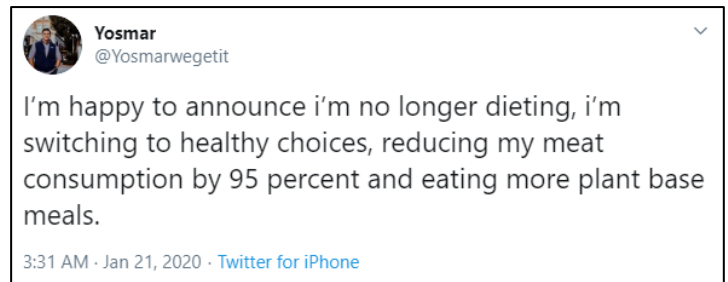 Yosmar
@Yosmarwegetit
I'm happy to announce i'm no longer dieting, i'm
switching to healthy choices, reducing my meat
consumption by 95 percent and eating more plant base
meals.
3:31 AM · Jan 21, 2020 · Twitter for iPhone